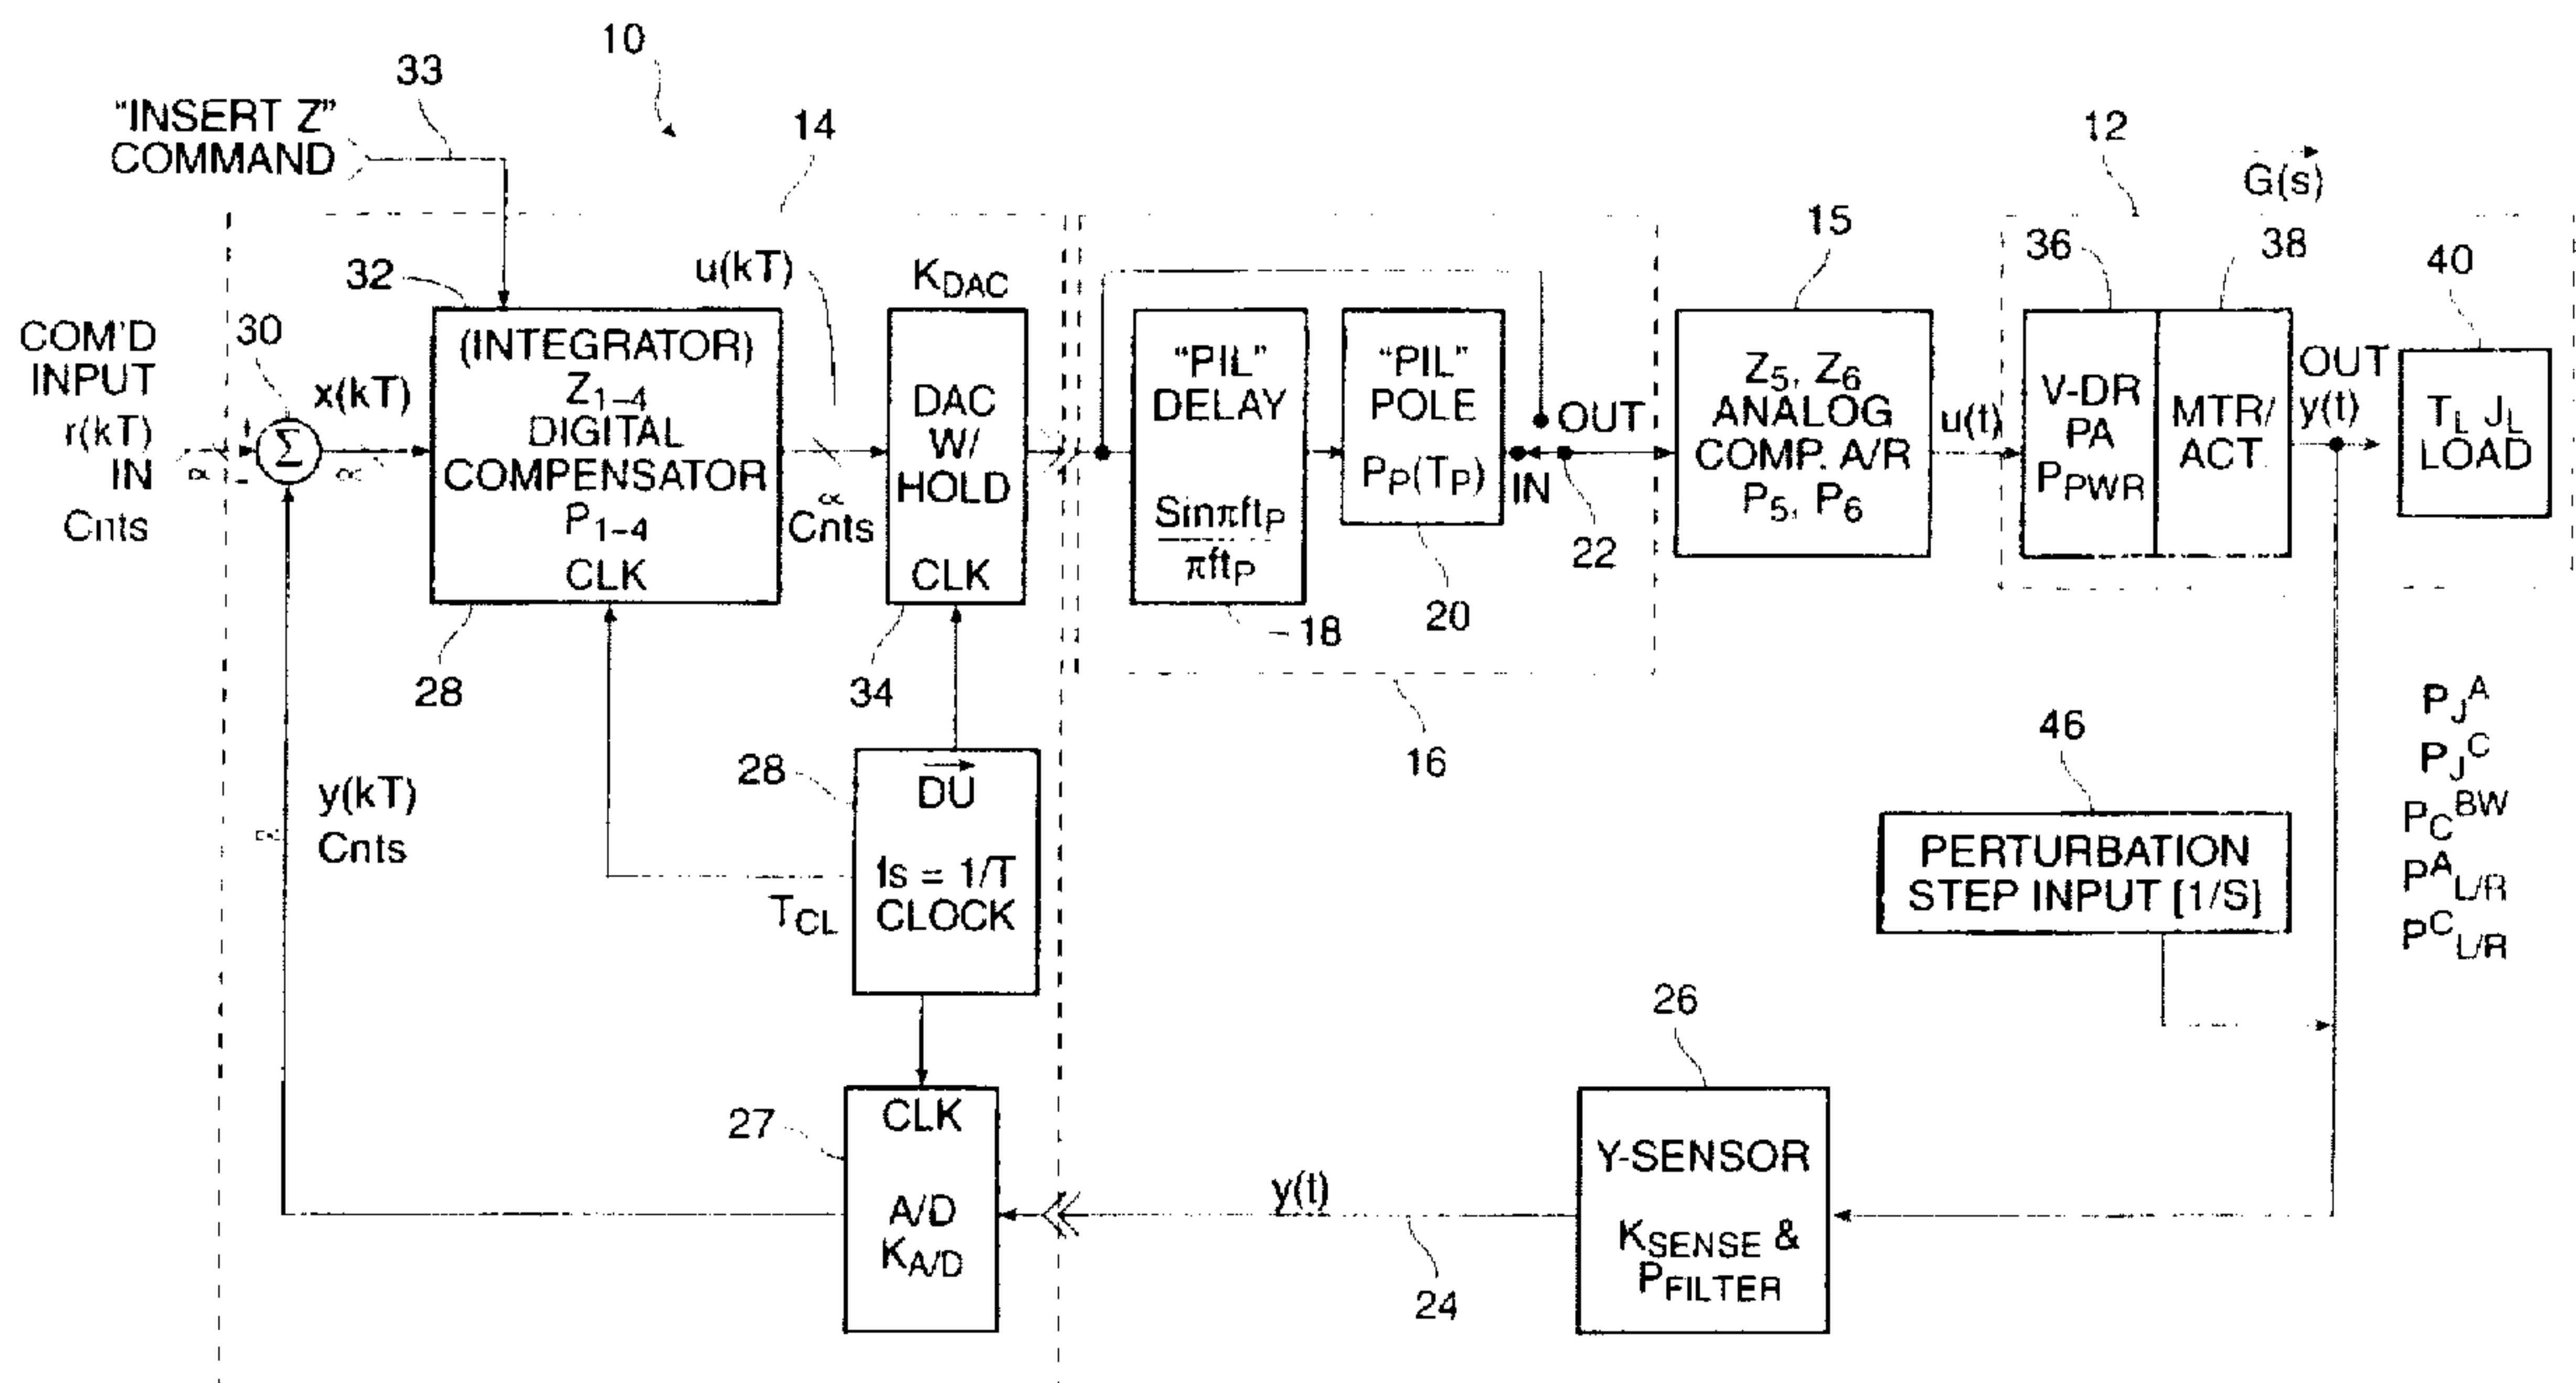 10
33
"INSERT Z"
COMMAND
14
12
G(s)
32
u(kT)
KDAC
15
36
38
40
COM'D
INPUT
r(kT)
IN
Cnts
30
+
-
Σ
x(kT)
(INTEGRATOR)
Z1-4
DIGITAL
COMPENSATOR
P1-4
CLK
28
Cnts
DAC
W/
HOLD
CLK
34
"PIL"
DELAY
Sinπftp
πftp
18
"PIL"
POLE
PP(TP)
20
OUT
IN
22
16
Z5, Z6
ANALOG
COMP. A/R
P5, P6
u(t)
V-DR
PA
PPWR
MTR/
ACT.
OUT
y(t)
TL JL
LOAD
28
DU
fs = 1/T
CLOCK
TCL
y(kT)
Cnts
46
PERTURBATION
STEP INPUT [1/S]
PJA
PJC
PCBW
PAL/R
PCL/R
27
CLK
A/D
KA/D
y(t)
24
26
Y-SENSOR
KSENSE &
PFILTER